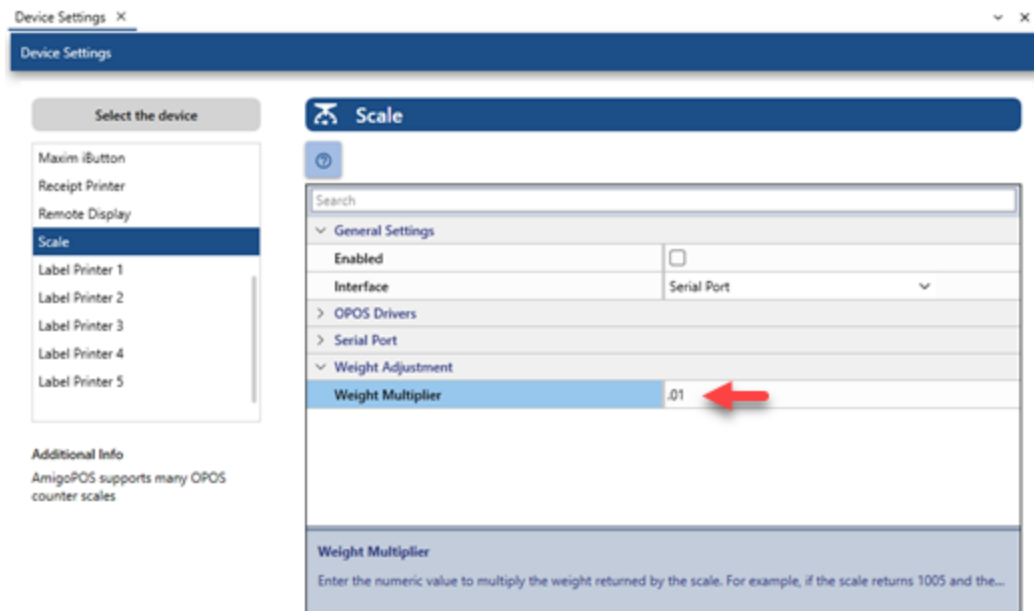 Device Settings
Device Settings
Select the device
Maxim iButton
Receipt Printer
Remote Display
Scale
Label Printer 1
Label Printer 2
Label Printer 3
Label Printer 4
Label Printer 5
Additional Info
AmigoPOS supports many OPOS
counter scales
Scale
Search
General Settings
Enabled
Interface Serial Port
OPOS Drivers
Serial Port
Weight Adjustment
Weight Multiplier .01
Weight Multiplier
Enter the numeric value to multiply the weight returned by the scale. For example, if the scale returns 1005 and the...